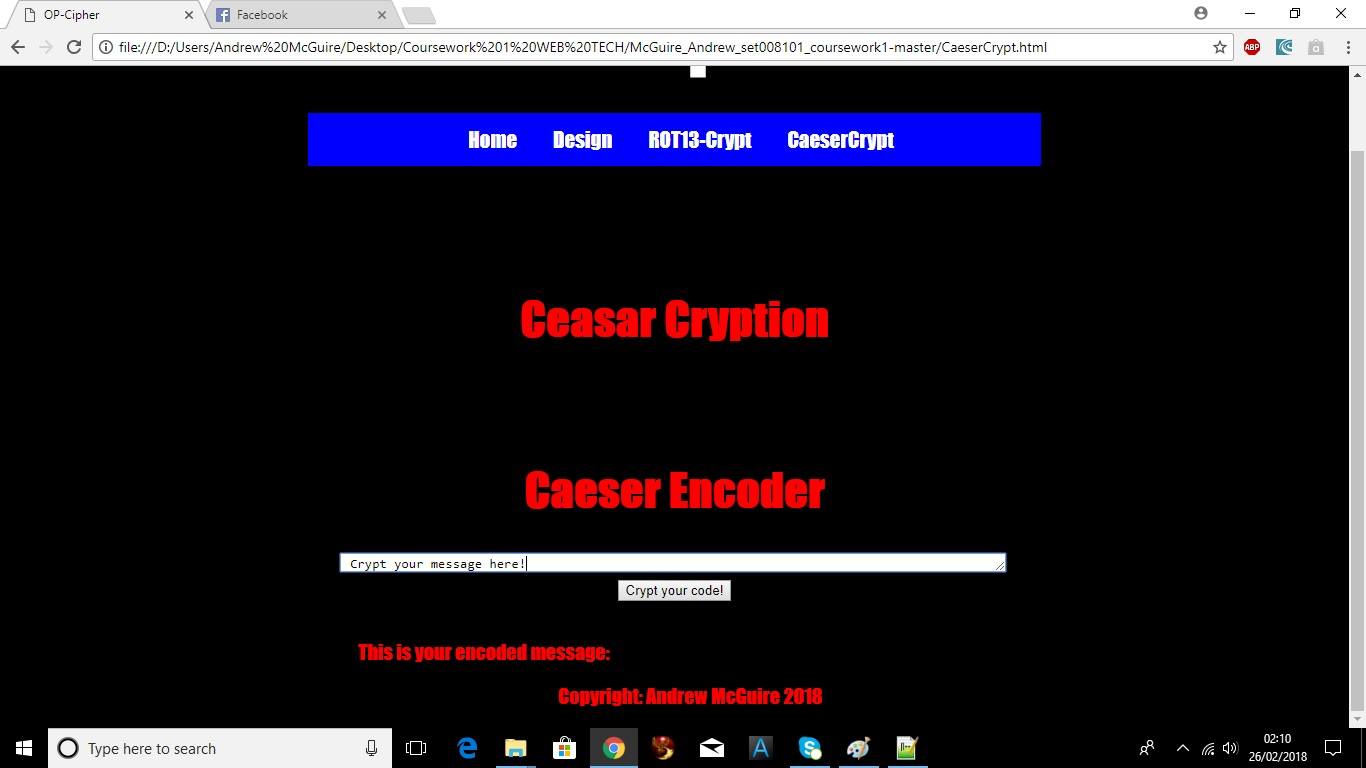 OP-Cipher
Facebook
file:///D:/Users/Andrew%20McGuire/Desktop/Coursework%201%20WEB%20TECH/McGuire_Andrew_set008101_coursework1-master/CaeserCrypt.html
ABP
Home Design ROT13-Crypt CaeserCrypt
Ceasar Cryption
Caeser Encoder
Crypt your message here!
Crypt your code!
This is your encoded message:
Copyright: Andrew McGuire 2018
Type here to search
02:10
26/02/2018